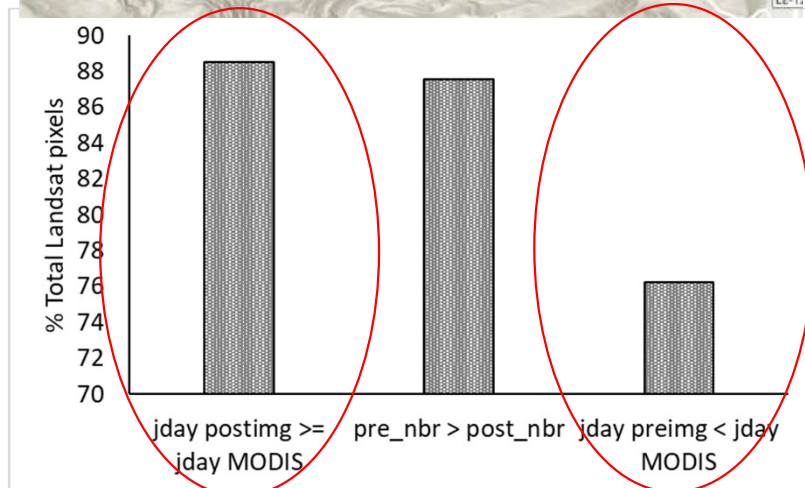 90
88
86
84
82
80
78
76
74
72
70
% Total Landsat pixels
jday postimg >=
jday MODIS
pre_nbr > post_nbr
jday preimg < jday
MODIS